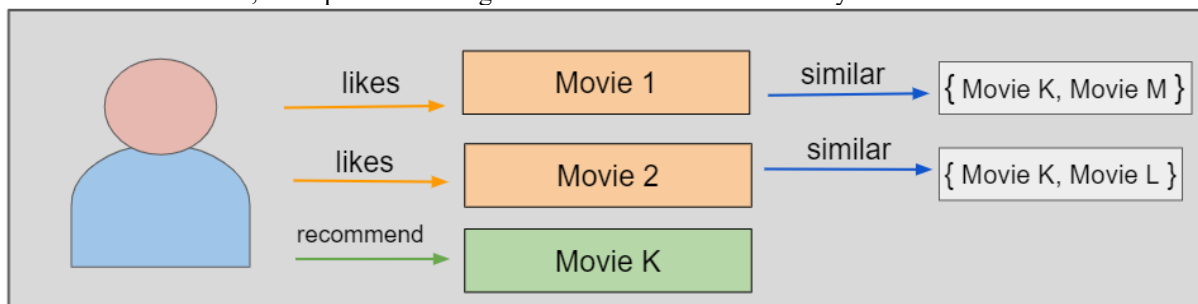 likes
Movie 1
similar
{ Movie K, Movie M }
likes
Movie 2
similar
{ Movie K, Movie L }
recommend
Movie K